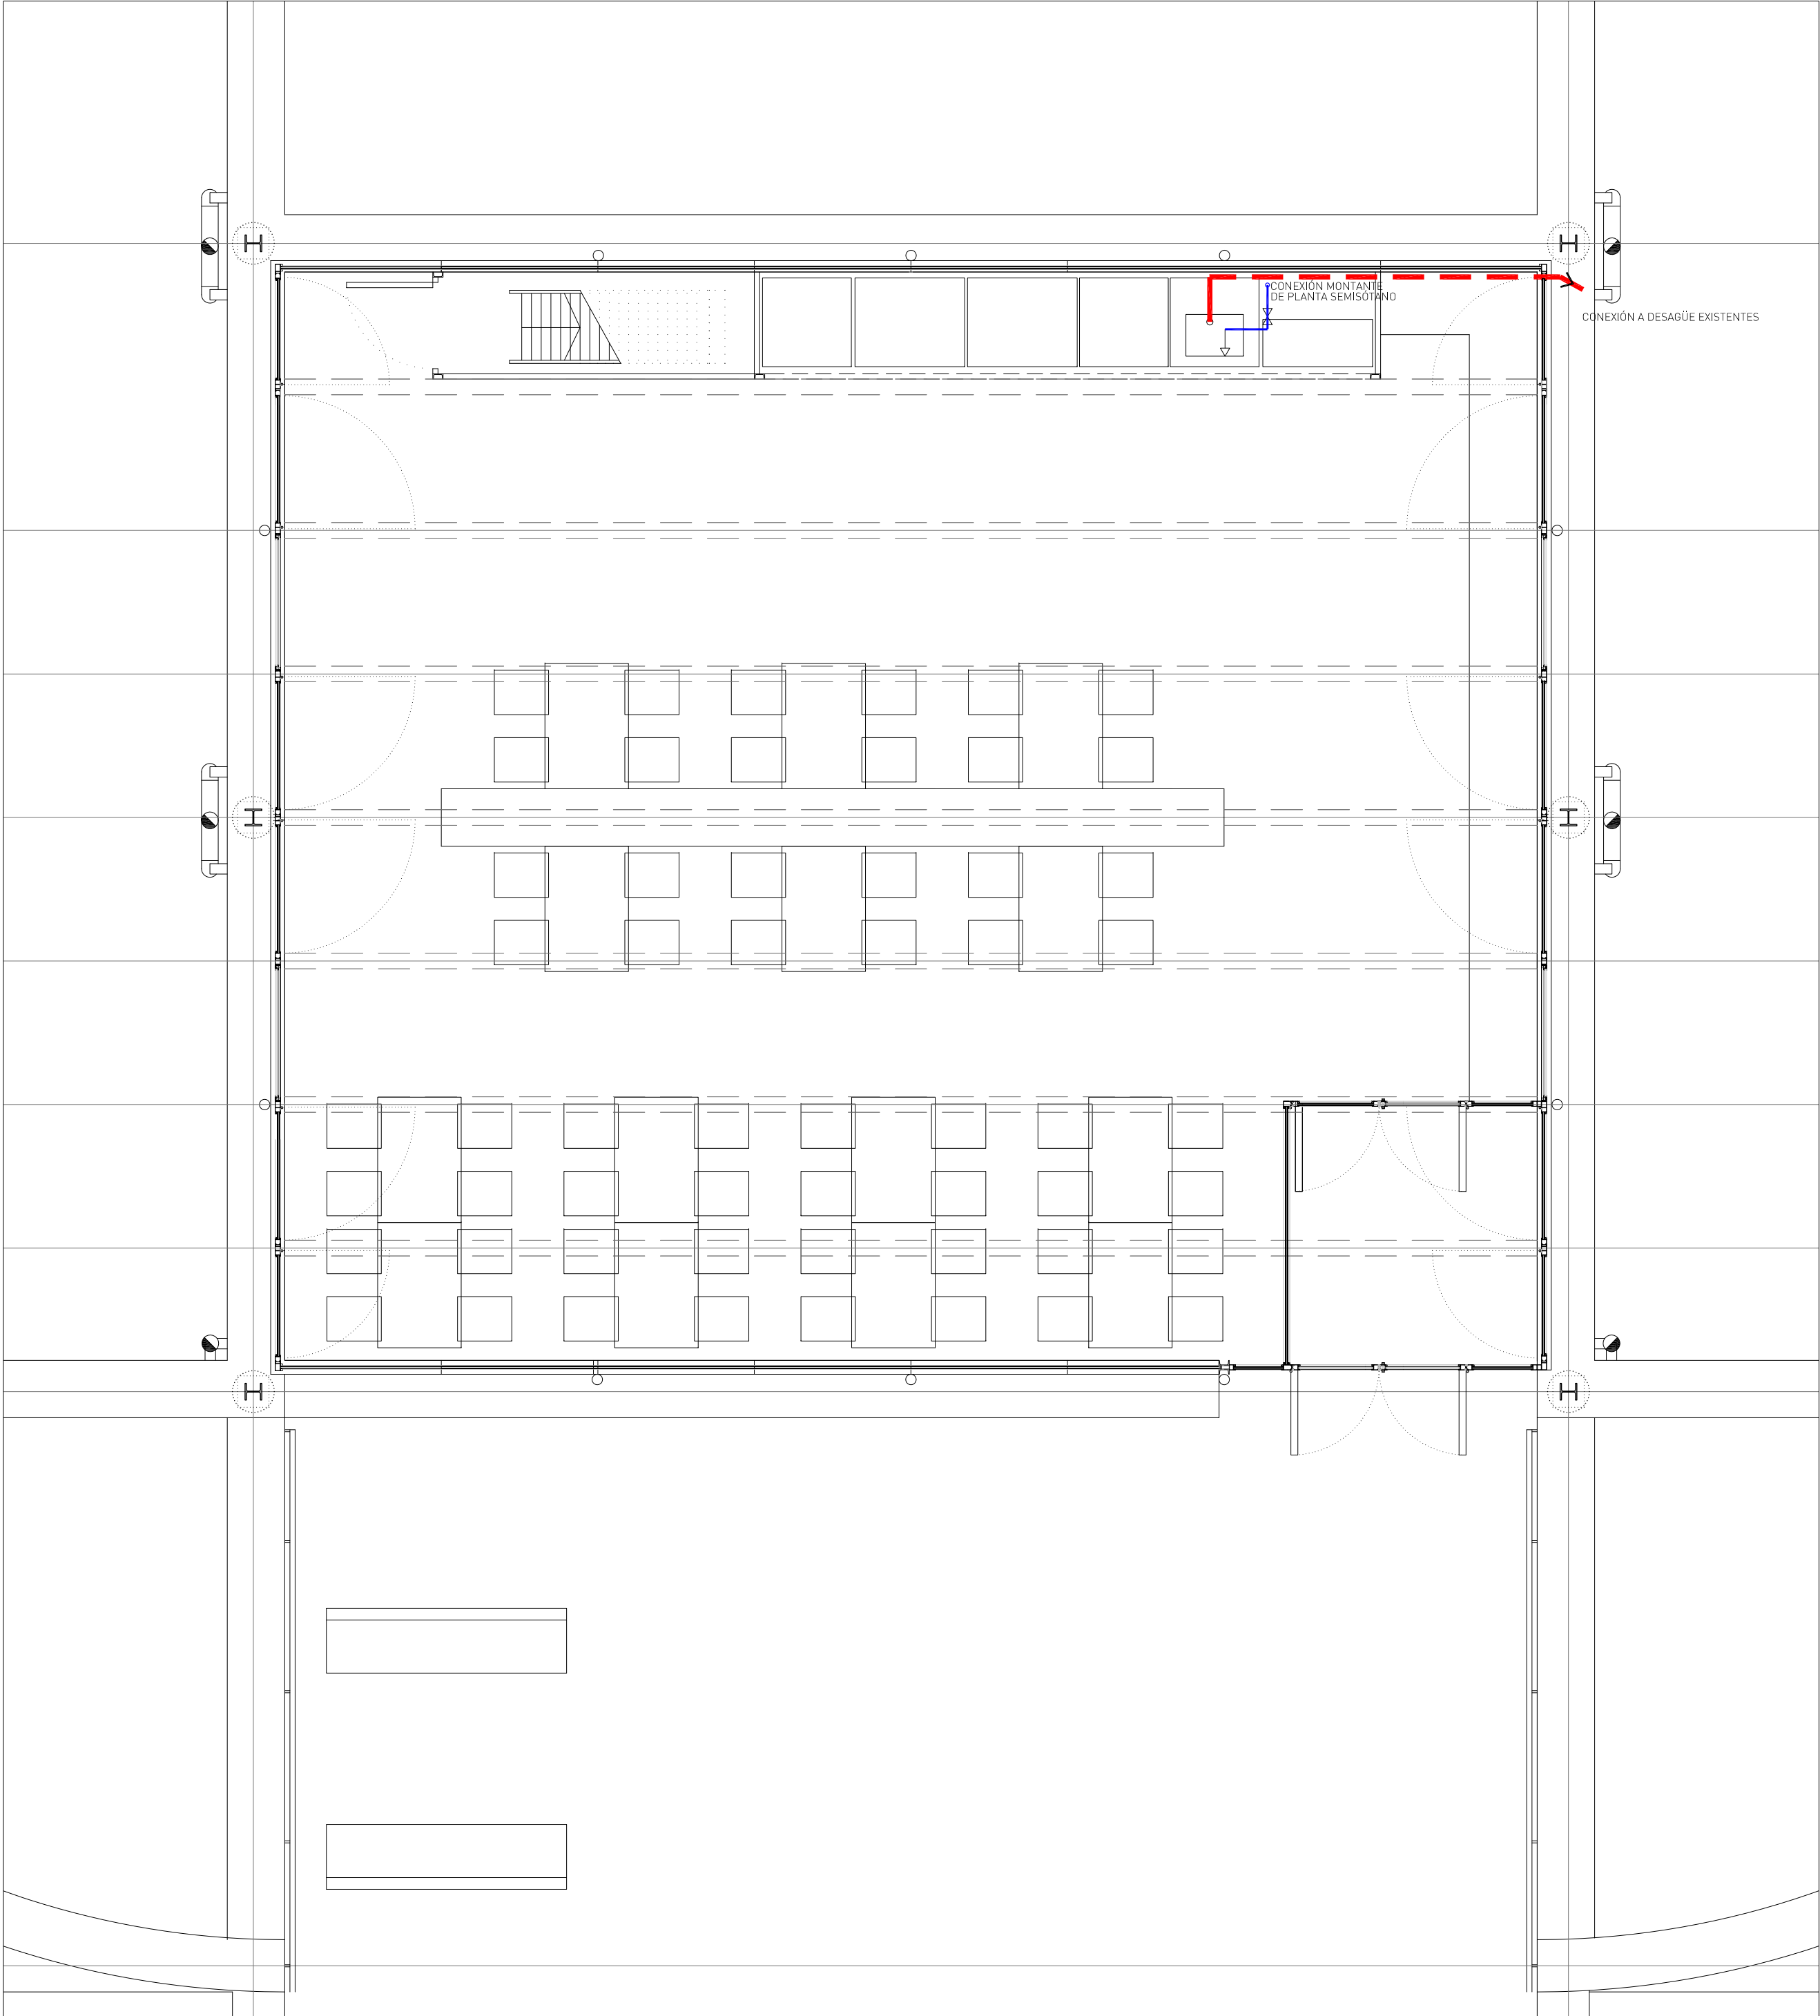 CONEXIÓN MONTANTE
DE PLANTA SEMISÓTANO
CONEXIÓN A DESAGÜE EXISTENTES